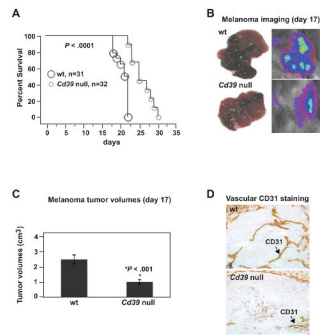 A
B
Melanoma imaging (day 17)
wt
Cd39 null
Percent Survival
100
80
60
40
20
0
P < .0001
wt, n=31
Cd39 null, n=32
0 5 10 15 20 25 30 35
days
C
Melanoma tumor volumes (day 17)
Tumor volumes (cm3)
4
3
2
1
0
*P < .001
*
wt
Cd39 null
D
Vascular CD31 staining
wt
CD31
Cd39 null
CD31